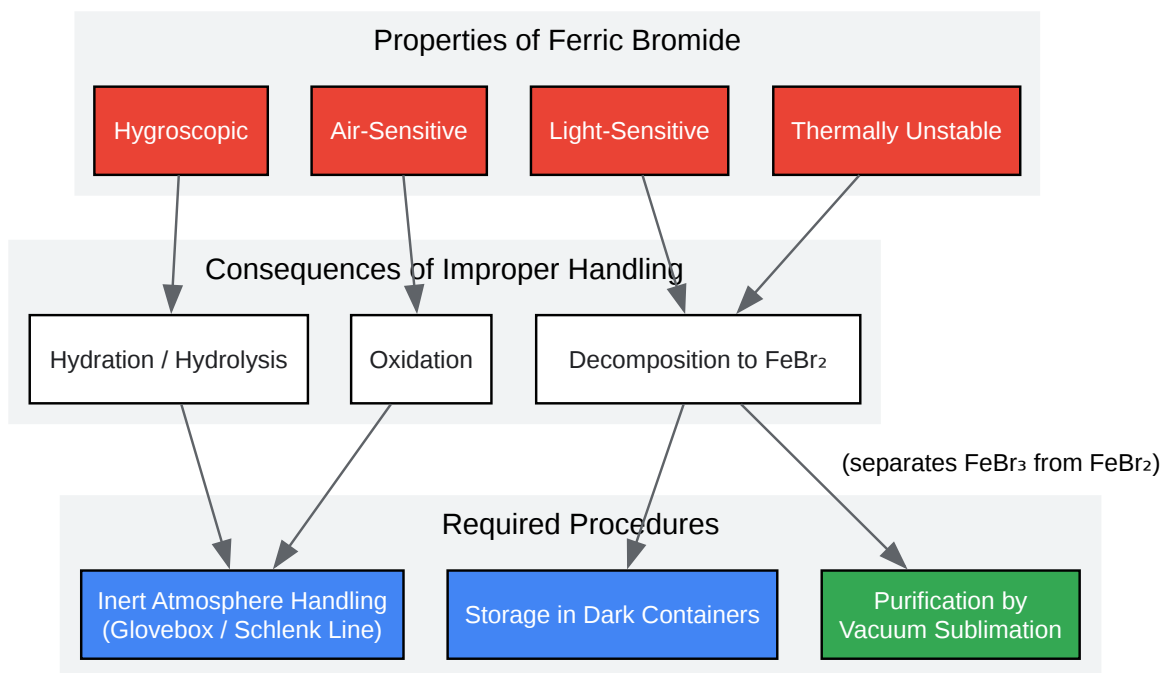 Properties of Ferric Bromide
Hygroscopic
Air-Sensitive
Light-Sensitive
Thermally Unstable
Consequences of Improper Handling
Hydration / Hydrolysis
Oxidation
Decomposition to FeBr₂
(separates FeBr₃ from FeBr₂)
Required Procedures
Inert Atmosphere Handling
(Glovebox / Schlenk Line)
Storage in Dark Containers
Purification by
Vacuum Sublimation